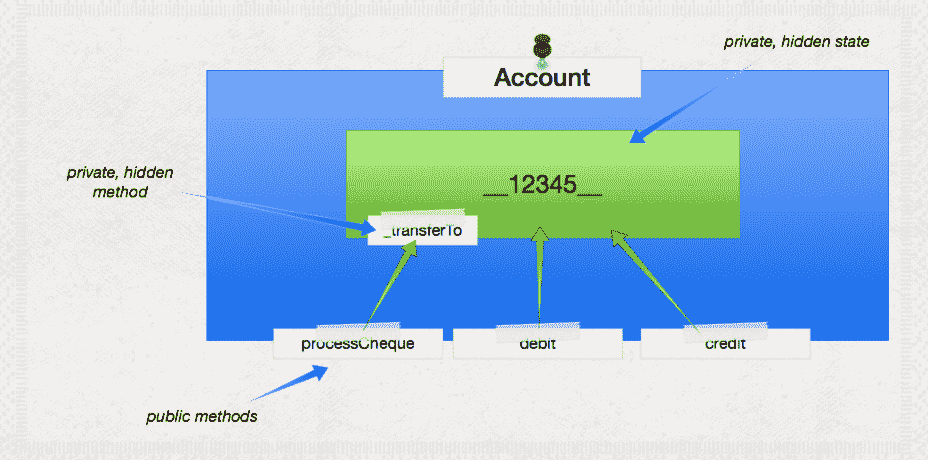 private, hidden state
Account
private, hidden
method
__12345__
_transferTo
processCheque
debit
credit
public methods